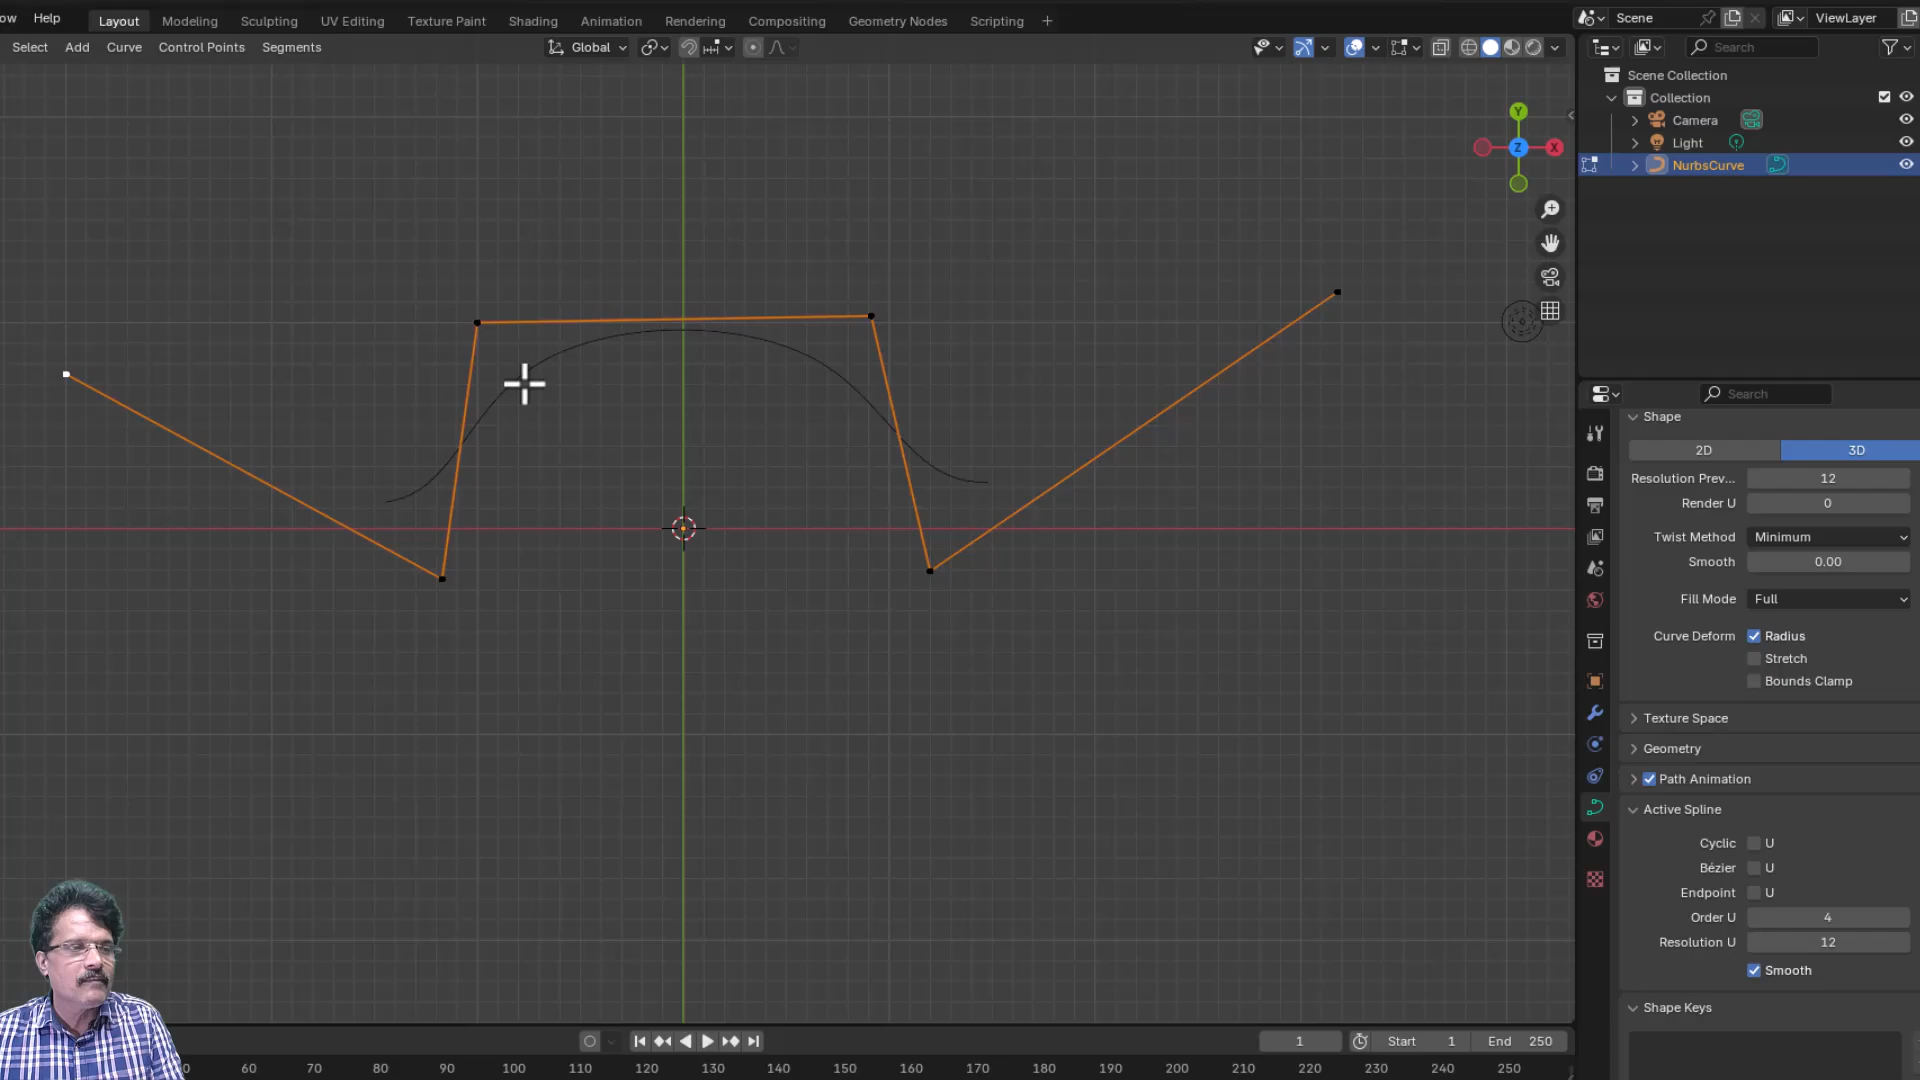 ow Help Layout Modeling Sculpting UV Editing Texture Paint Shading Animation Rendering Compositing Geometry Nodes Scripting + Scene ViewLayer
Select Add Curve Control Points Segments Global Search
Scene Collection
Collection
Camera
Light
NurbsCurve
Y
Z X
Search
Shape
2D 3D
Resolution Prev... 12
Render U 0
Twist Method Minimum
Smooth 0.00
Fill Mode Full
Curve Deform Radius
Stretch
Bounds Clamp
Texture Space
Geometry
Path Animation
Active Spline
Cyclic U
Bézier U
Endpoint U
Order U 4
Resolution U 12
Smooth
Shape Keys
1 Start 1 End 250
60 70 80 90 100 110 120 130 140 150 160 170 180 190 200 210 220 230 240 250